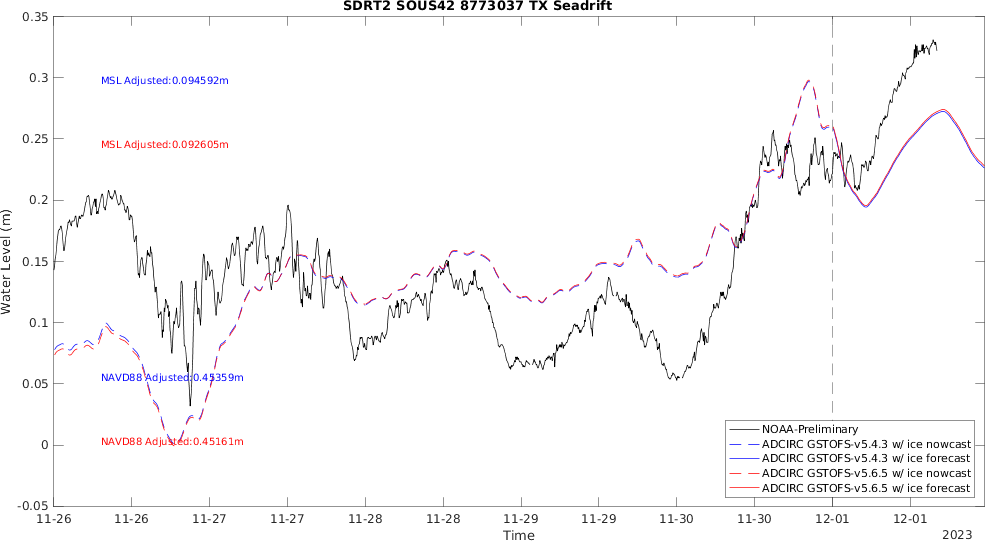 SDRT2 SOUS42 8773037 TX Seadrift
0.35
0.3
0.25
0.2
0.15
0.1
0.05
0
-0.05
Water Level (m)
MSL Adjusted:0.094592m
MSL Adjusted:0.092605m
NAVD88 Adjusted:0.45359m
NAVD88 Adjusted:0.45161m
NOAA-Preliminary
ADCIRC GSTOFS-v5.4.3 w/ ice nowcast
ADCIRC GSTOFS-v5.4.3 w/ ice forecast
ADCIRC GSTOFS-v5.6.5 w/ ice nowcast
ADCIRC GSTOFS-v5.6.5 w/ ice forecast
11-26 11-26 11-27 11-27 11-28 11-28 11-29 11-29 11-30 11-30 12-01 12-01
Time
2023